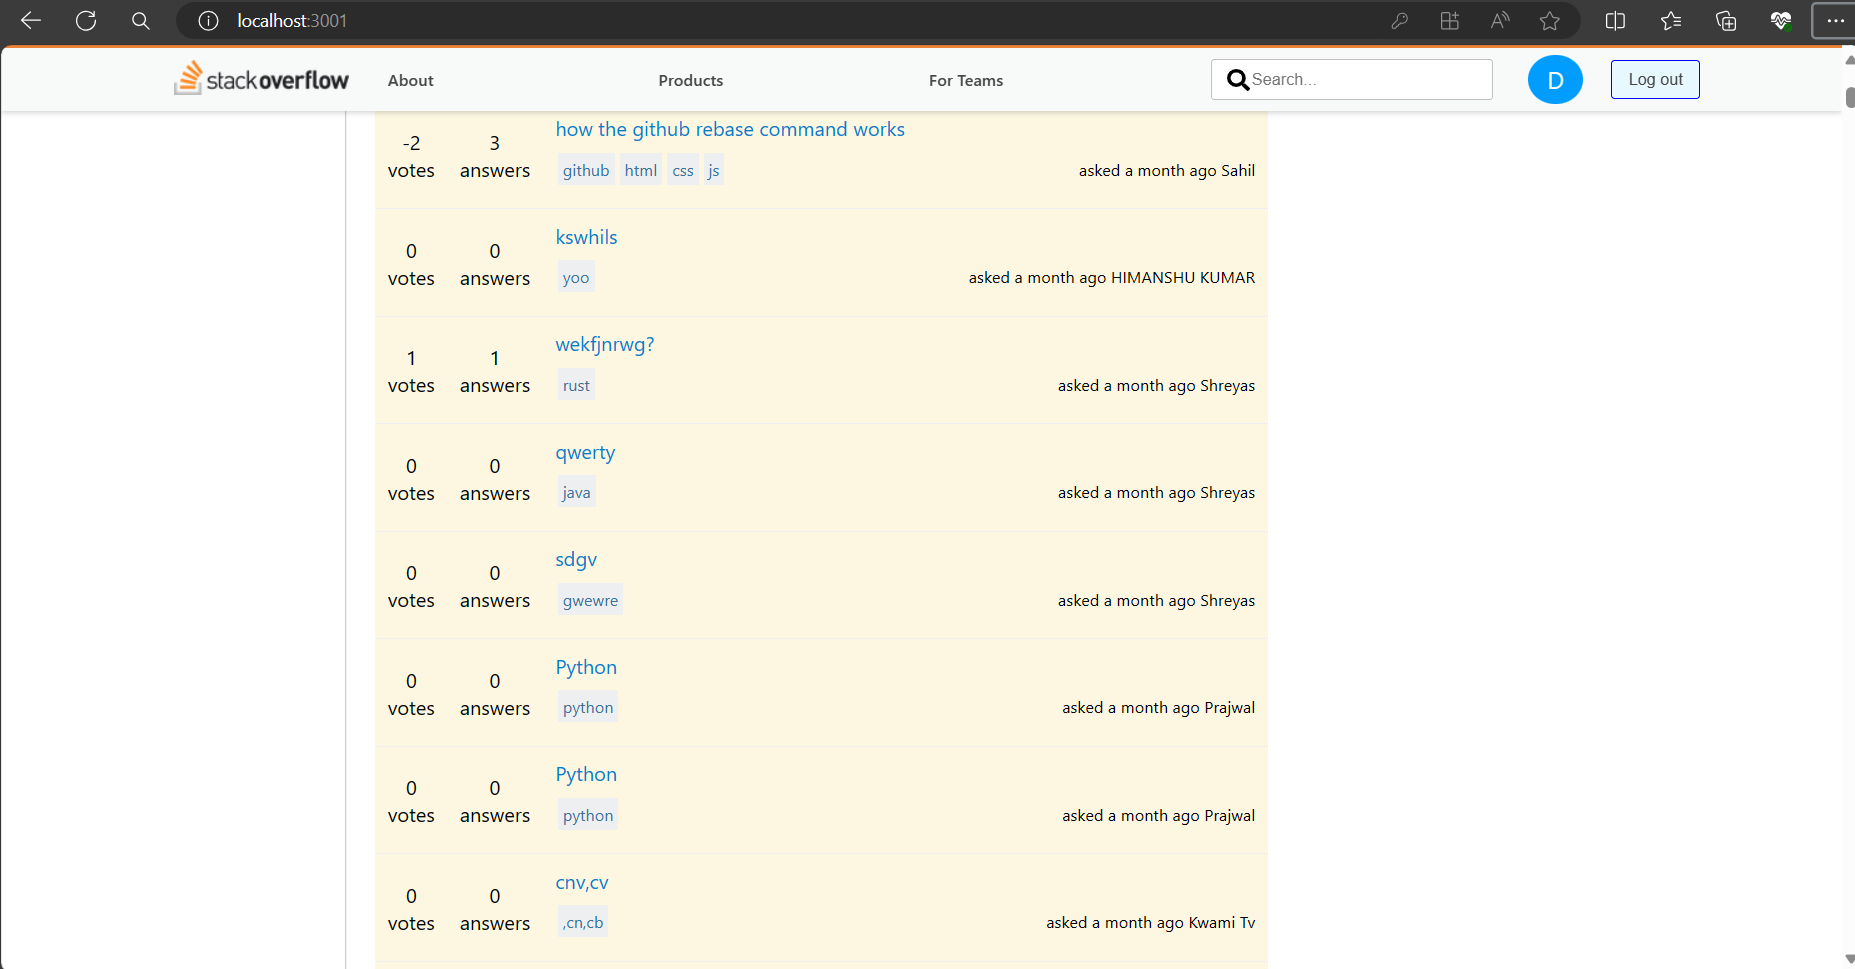 localhost:3001
stackoverflow About Products For Teams Search... D Log out
how the github rebase command works
-2 3
votes answers github html css js asked a month ago Sahil
kswhils
0 0
votes answers yoo asked a month ago HIMANSHU KUMAR
wekfjnrwg?
1 1
votes answers rust asked a month ago Shreyas
qwerty
0 0
votes answers java asked a month ago Shreyas
sdgv
0 0
votes answers gwewre asked a month ago Shreyas
Python
0 0
votes answers python asked a month ago Prajwal
Python
0 0
votes answers python asked a month ago Prajwal
cnv,cv
0 0
votes answers ,cn,cb asked a month ago Kwami Tv